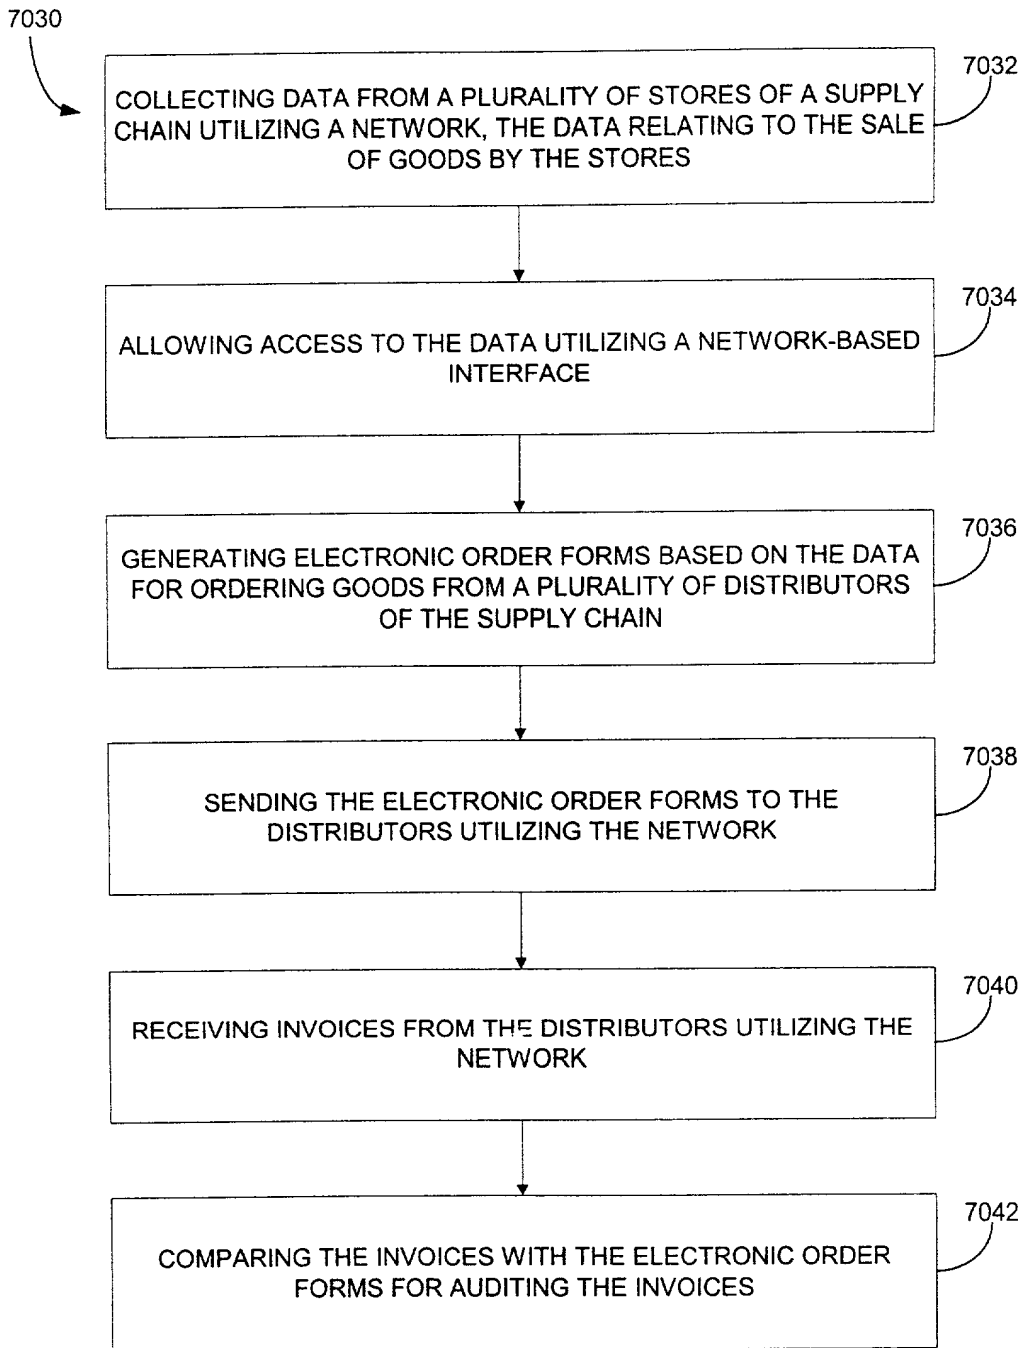 7030
7032
COLLECTING DATA FROM A PLURALITY OF STORES OF A SUPPLY
CHAIN UTILIZING A NETWORK, THE DATA RELATING TO THE SALE
OF GOODS BY THE STORES
7034
ALLOWING ACCESS TO THE DATA UTILIZING A NETWORK-BASED
INTERFACE
7036
GENERATING ELECTRONIC ORDER FORMS BASED ON THE DATA
FOR ORDERING GOODS FROM A PLURALITY OF DISTRIBUTORS
OF THE SUPPLY CHAIN
7038
SENDING THE ELECTRONIC ORDER FORMS TO THE
DISTRIBUTORS UTILIZING THE NETWORK
7040
RECEIVING INVOICES FROM THE DISTRIBUTORS UTILIZING THE
NETWORK
7042
COMPARING THE INVOICES WITH THE ELECTRONIC ORDER
FORMS FOR AUDITING THE INVOICES